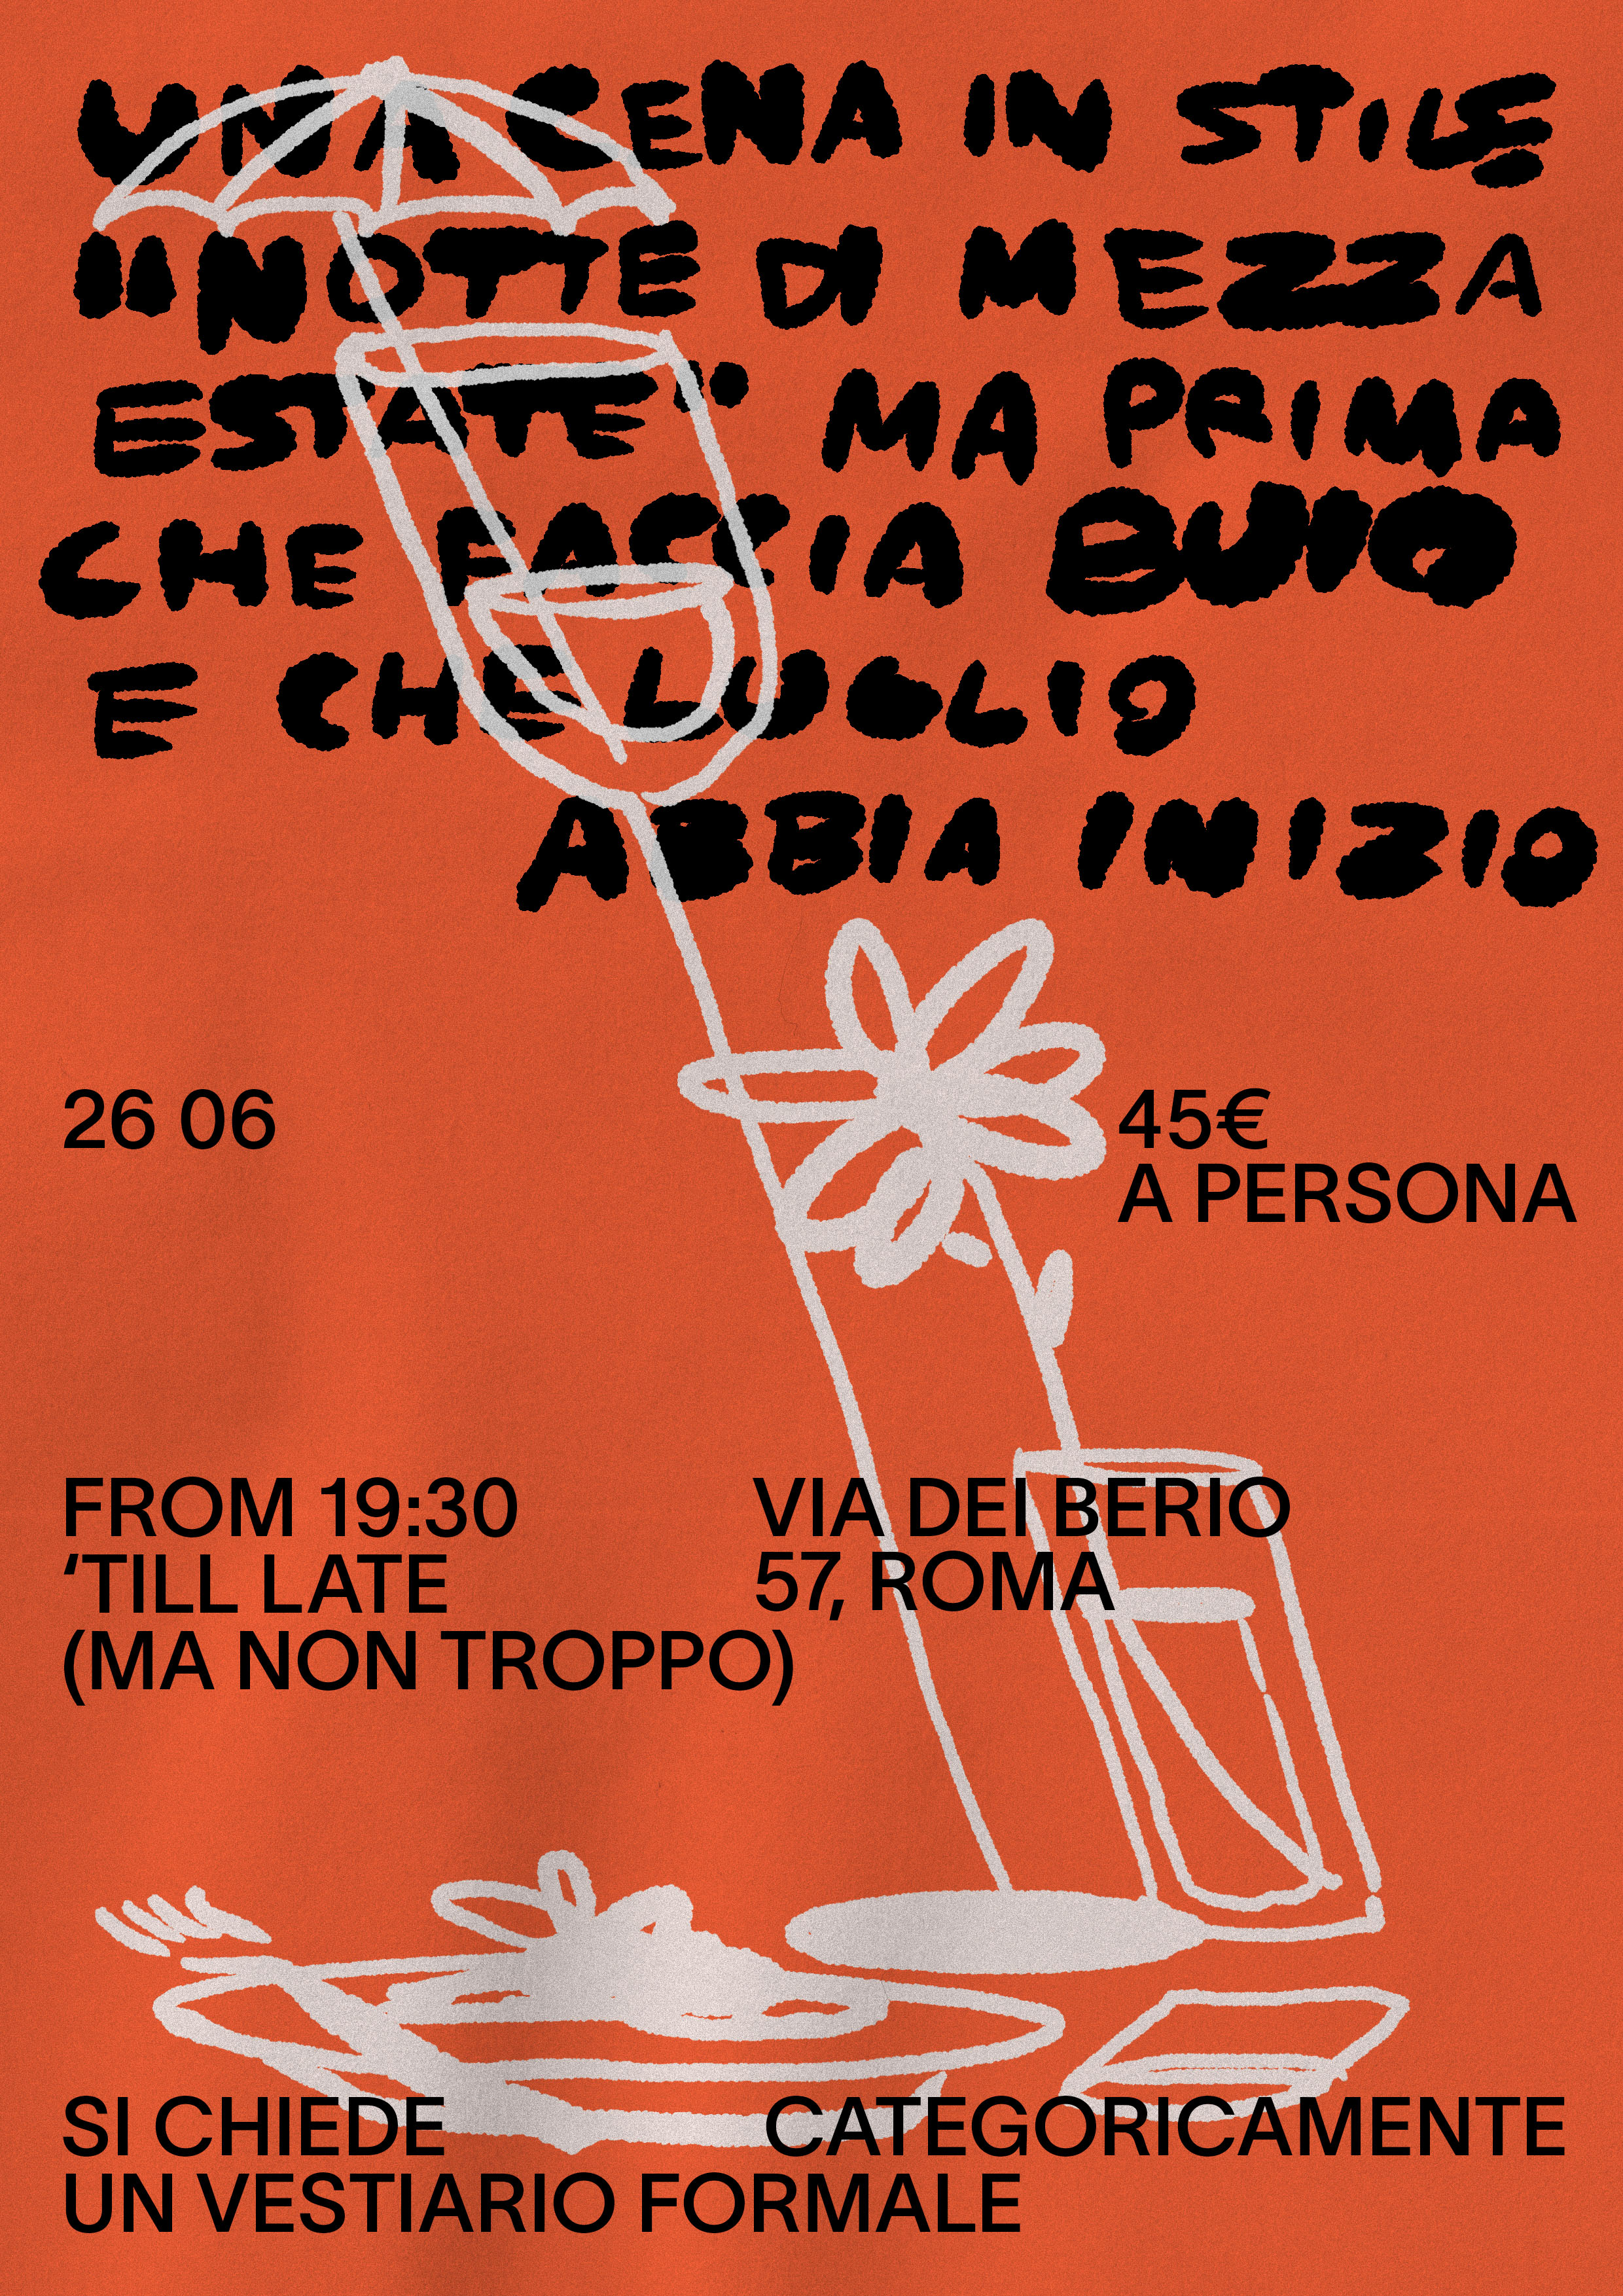 UNA CENA IN STILE
"NOTTE DI MEZZA
ESTATE" MA PRIMA
CHE FACCIA BUIO
E CHE LUGLIO
ABBIA INIZIO
26 06
45€
A PERSONA
FROM 19:30
‘TILL LATE
(MA NON TROPPO)
VIA DEI BERIO
57, ROMA
SI CHIEDE CATEGORICAMENTE
UN VESTIARIO FORMALE